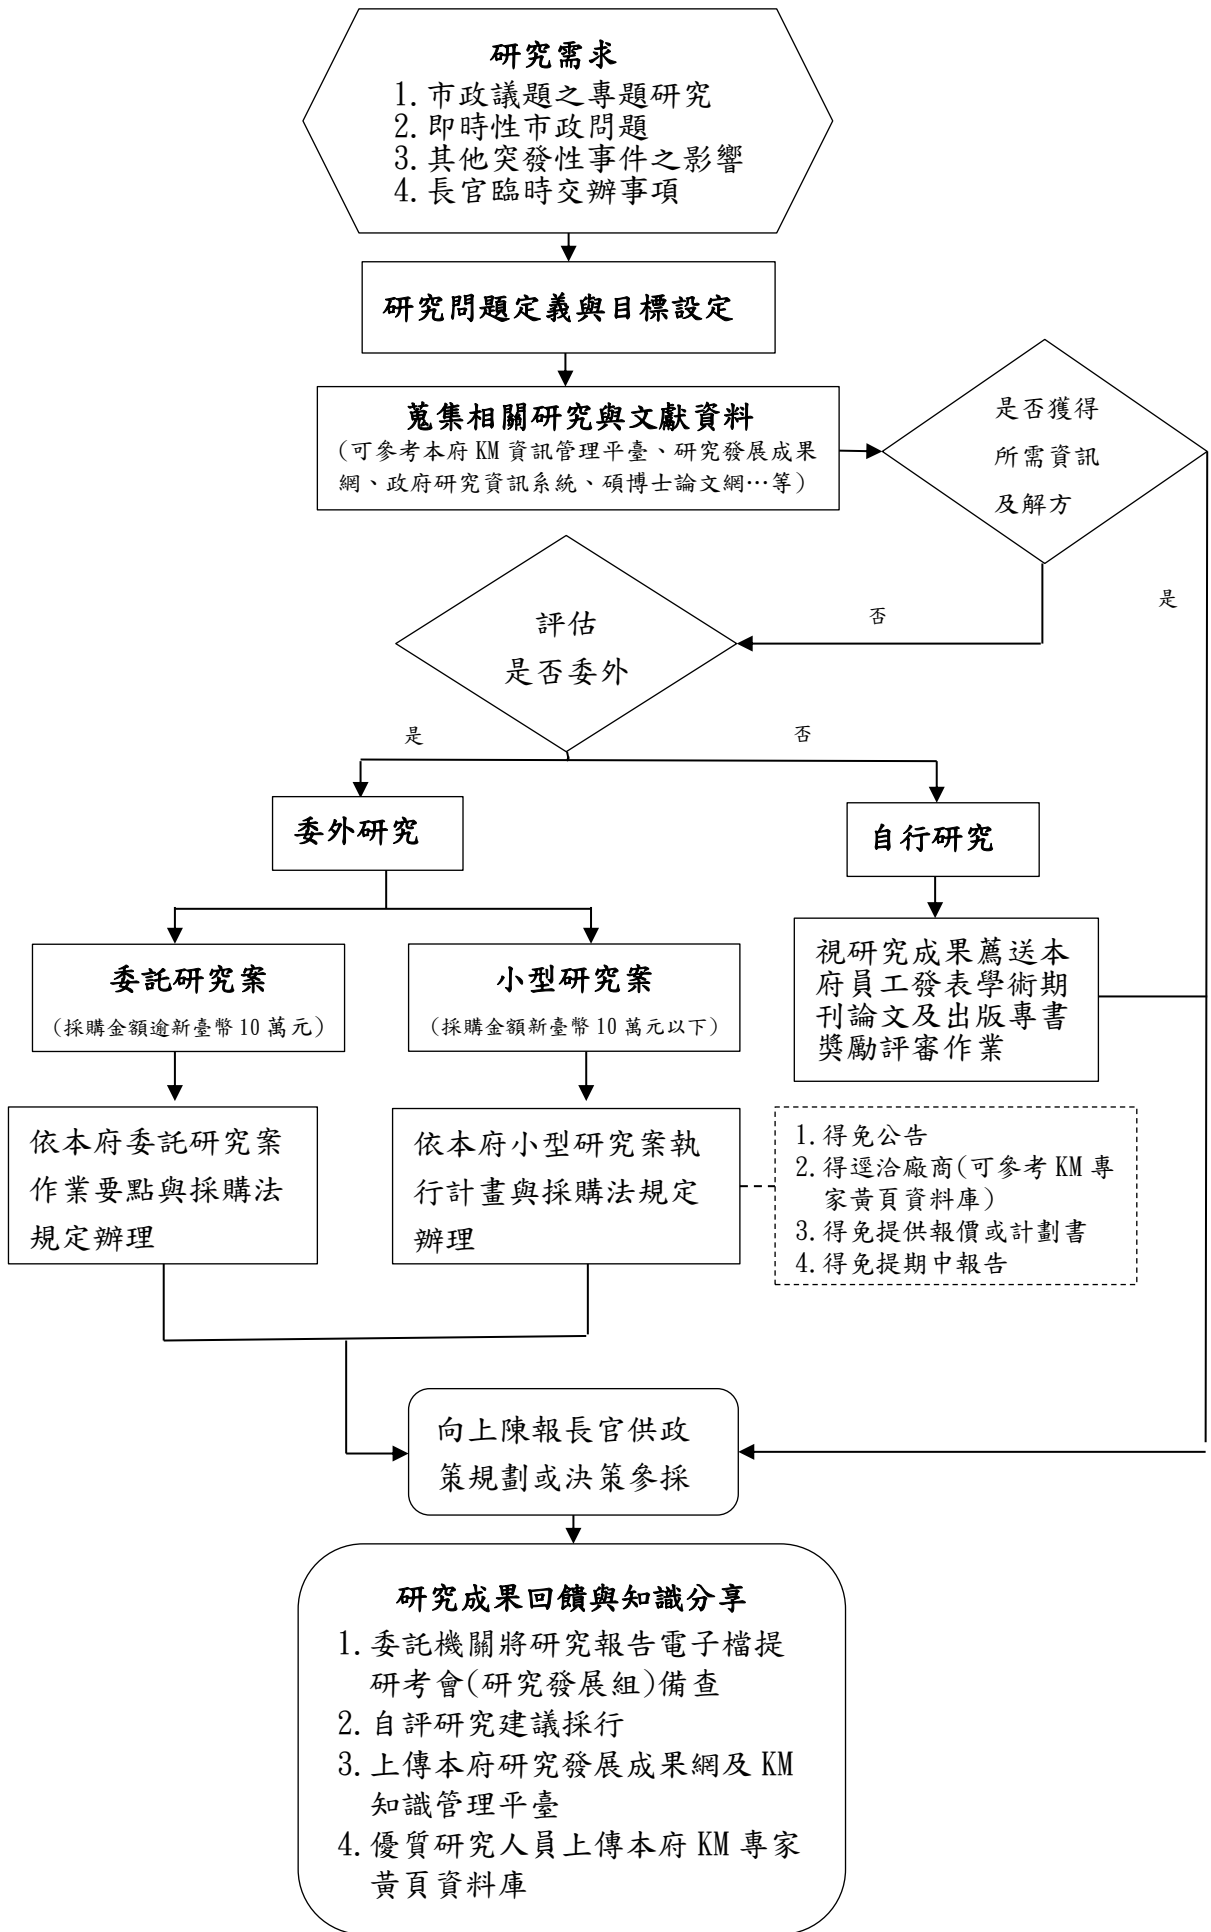 研究需求
1.市政議題之專題研究
2.即時性市政問題
3.其他突發性事件之影響
4.長官臨時交辦事項
研究問題定義與目標設定
蒐集相關研究與文獻資料
(可參考本府 KM 資訊管理平臺、研究發展成果
網、政府研究資訊系統、碩博士論文網…等)
是否獲得
所需資訊
及解方
是
否
評估
是否委外
是
否
委外研究
自行研究
委託研究案
(採購金額逾新臺幣 10 萬元)
小型研究案
(採購金額新臺幣 10 萬元以下)
視研究成果薦送本
府員工發表學術期
刊論文及出版專書
獎勵評審作業
依本府委託研究案
作業要點與採購法
規定辦理
依本府小型研究案執
行計畫與採購法規定
辦理
1.得免公告
2.得逕洽廠商(可參考 KM 專
家黃頁資料庫)
3.得免提供報價或計劃書
4.得免提期中報告
向上陳報長官供政
策規劃或決策參採
研究成果回饋與知識分享
1.委託機關將研究報告電子檔提
研考會(研究發展組)備查
2.自評研究建議採行
3.上傳本府研究發展成果網及 KM
知識管理平臺
4.優質研究人員上傳本府 KM 專家
黃頁資料庫